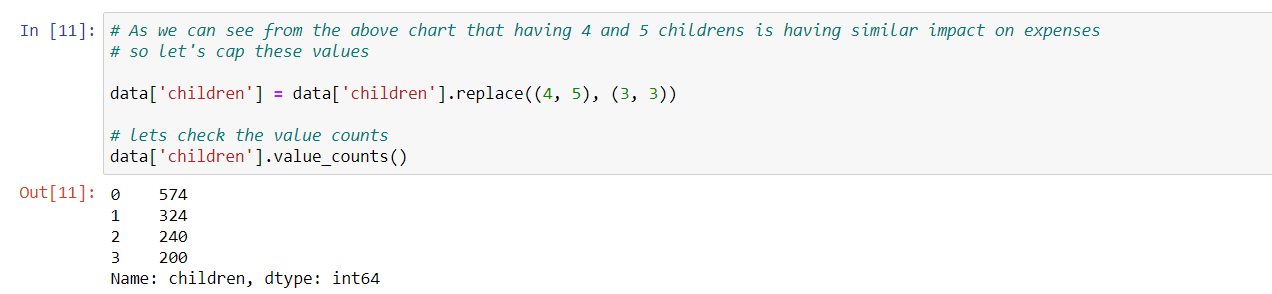 In [11]: # As we can see from the above chart that having 4 and 5 childrens is having similar impact on expenses
# so let's cap these values
data['children'] = data['children'].replace((4, 5), (3, 3))
# lets check the value counts
data['children'].value_counts()
Out[11]: 0    574
1    324
2    240
3    200
Name: children, dtype: int64